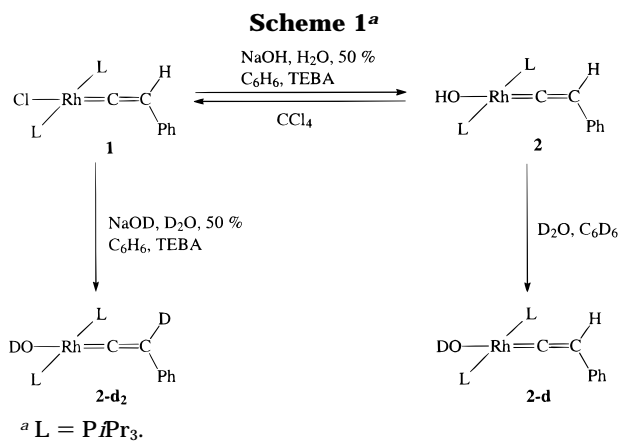 Scheme 1ᵃ
NaOH, H₂O, 50 %
C₆H₆, TEBA
CCl₄
L
H
Cl—Rh=C=C
L
Ph
1
L
H
HO—Rh=C=C
L
Ph
2
NaOD, D₂O, 50 %
C₆H₆, TEBA
D₂O, C₆D₆
L
D
DO—Rh=C=C
L
Ph
2-d₂
L
H
DO—Rh=C=C
L
Ph
2-d
ᵃ L = PiPr₃.